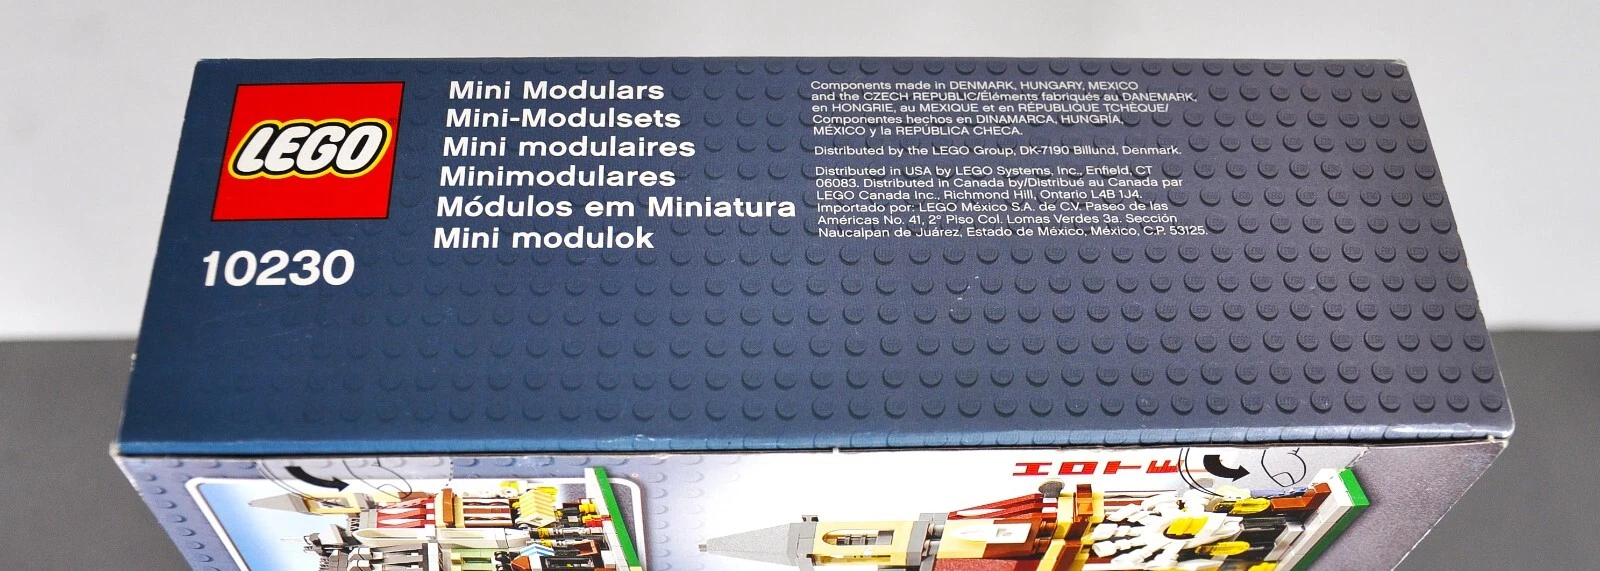 LEGO
10230
Mini Modulars
Mini-Modulsets
Mini modulaires
Minimodulares
Módulos em Miniatura
Mini modulok
Components made in DENMARK, HUNGARY, MEXICO
and the CZECH REPUBLIC/Éléments fabriqués au DANEMARK,
en HONGRIE, au MEXIQUE et en RÉPUBLIQUE TCHÈQUE/
Componentes hechos en DINAMARCA, HUNGRÍA,
MÉXICO y la REPÚBLICA CHECA.
Distributed by the LEGO Group, DK-7190 Billund, Denmark.
Distributed in USA by LEGO Systems, Inc., Enfield, CT
06083. Distributed in Canada by/Distribué au Canada par
LEGO Canada Inc., Richmond Hill, Ontario L4B 1J4.
Importado por: LEGO México S.A. de C.V. Paseo de las
Américas No. 41, 2º Piso Col. Lomas Verdes 3a. Sección
Naucalpan de Juárez, Estado de México, México, C.P. 53125.